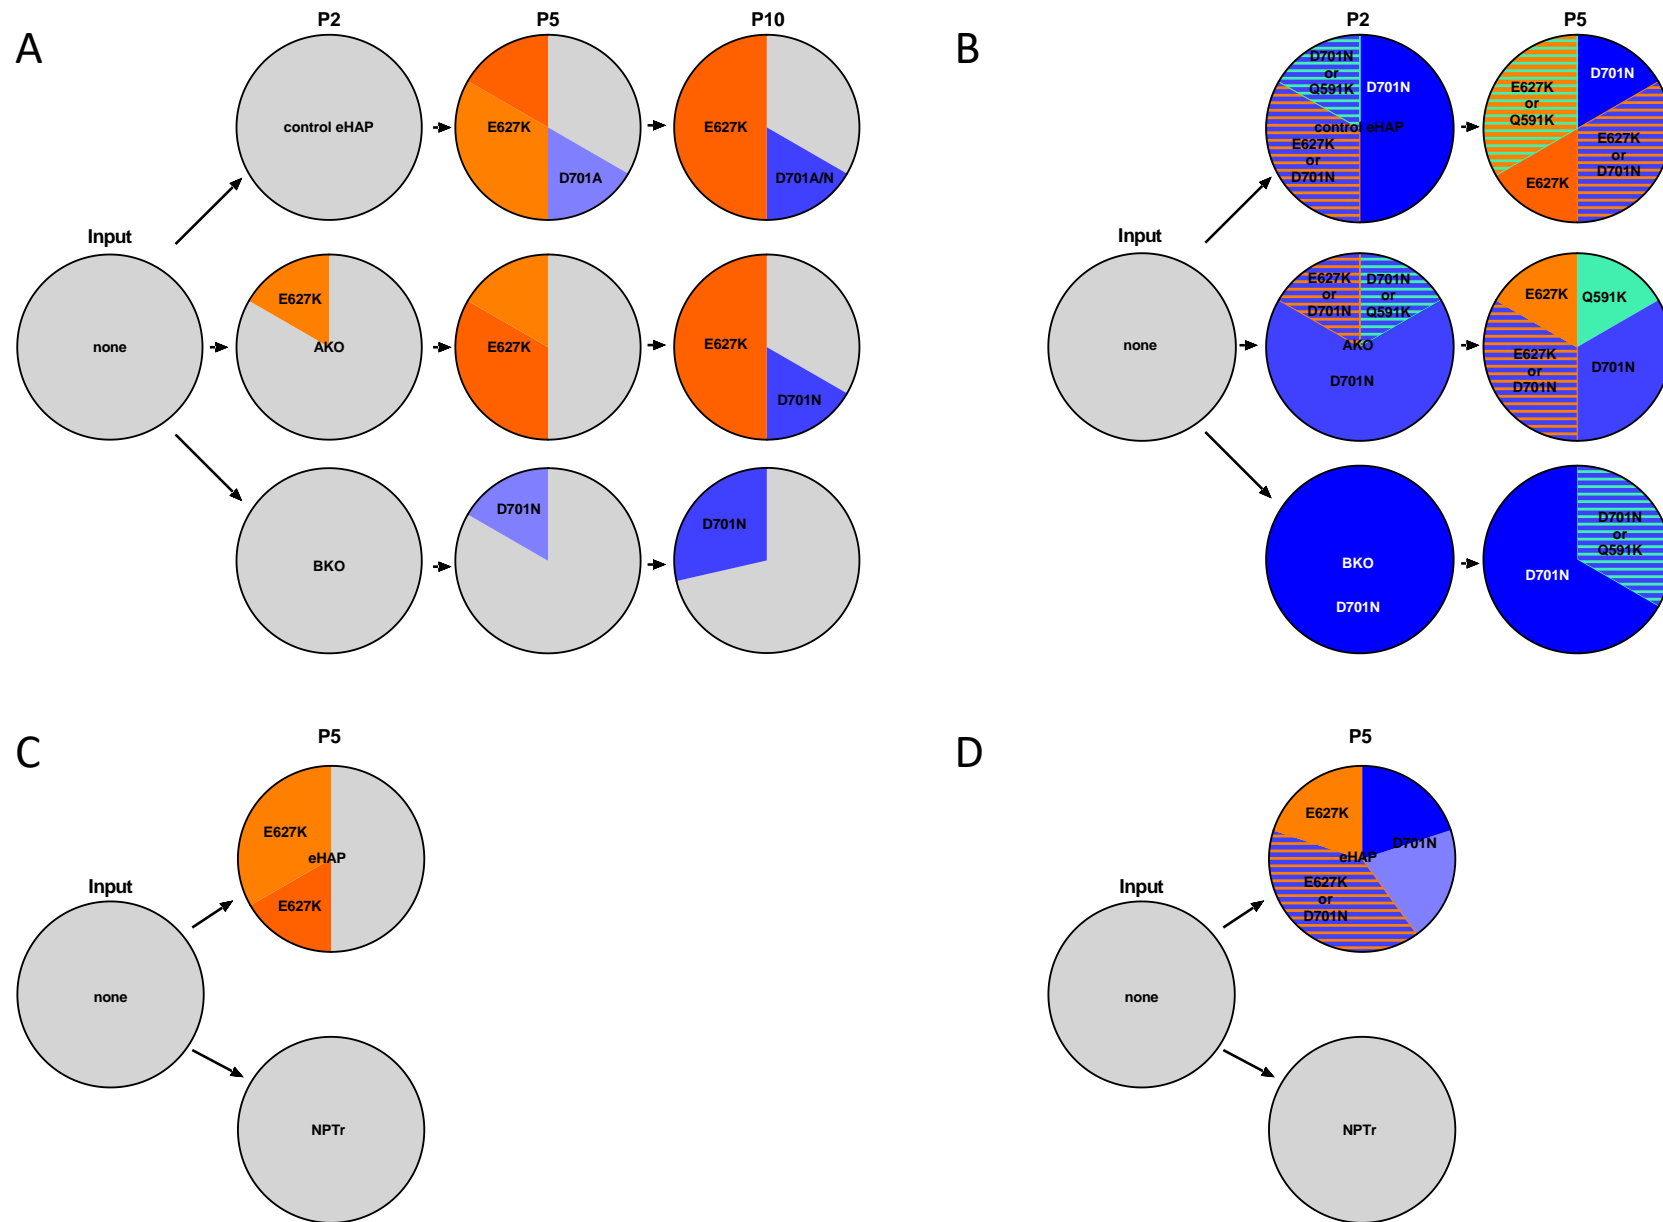 A
P2
P5
P10
control eHAP
E627K
D701A
E627K
D701A/N
Input
none
E627K
AKO
E627K
E627K
D701N
BKO
D701N
D701N
B
P2
P5
D701N
or
Q591K
D701N
control eHAP
E627K
or
D701N
E627K
or
Q591K
D701N
E627K
or
D701N
E627K
Input
none
E627K
or
D701N
D701N
or
Q591K
AKO
D701N
E627K
Q591K
E627K
or
D701N
D701N
BKO
D701N
D701N
or
Q591K
D701N
C
P5
E627K
eHAP
E627K
Input
none
NPTr
D
P5
E627K
D701N
eHAP
E627K
or
D701N
Input
none
NPTr